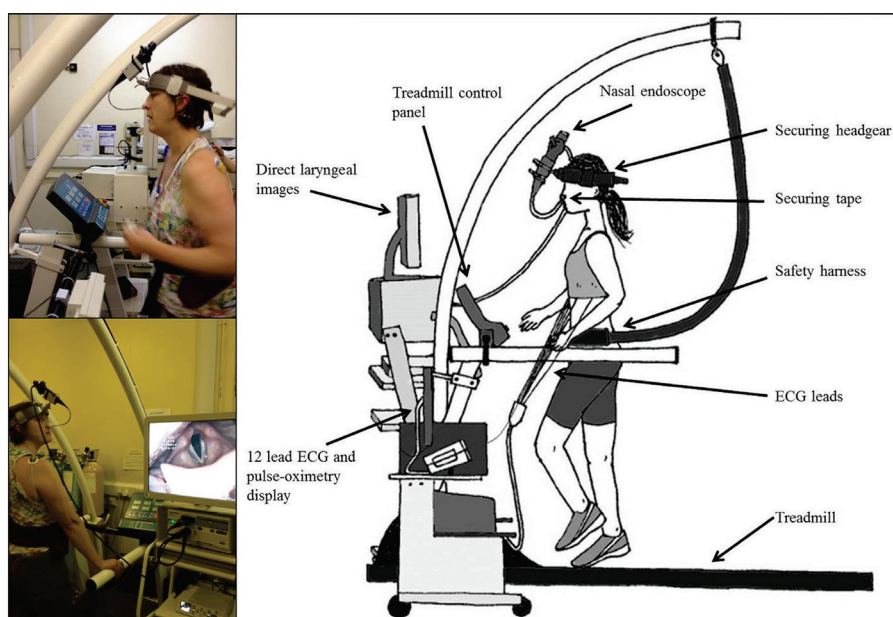 Treadmill control
panel
Nasal endoscope
Direct laryngeal
images
Securing headgear
Securing tape
Safety harness
ECG leads
12 lead ECG and
pulse-oximetry
display
Treadmill